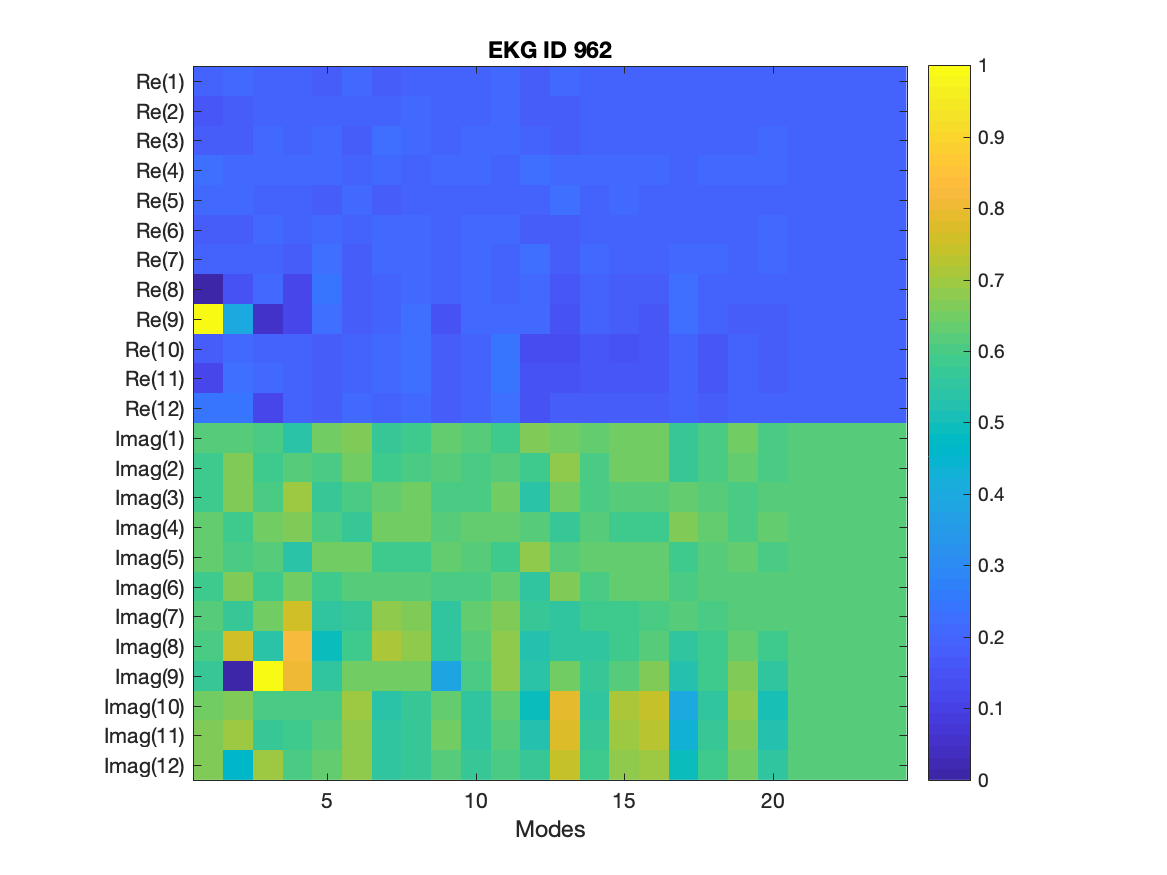 EKG ID 962
Re(1)
Re(2)
Re(3)
Re(4)
Re(5)
Re(6)
Re(7)
Re(8)
Re(9)
Re(10)
Re(11)
Re(12)
Imag(1)
Imag(2)
Imag(3)
Imag(4)
Imag(5)
Imag(6)
Imag(7)
Imag(8)
Imag(9)
Imag(10)
Imag(11)
Imag(12)
5 10 15 20
Modes
1
0.9
0.8
0.7
0.6
0.5
0.4
0.3
0.2
0.1
0